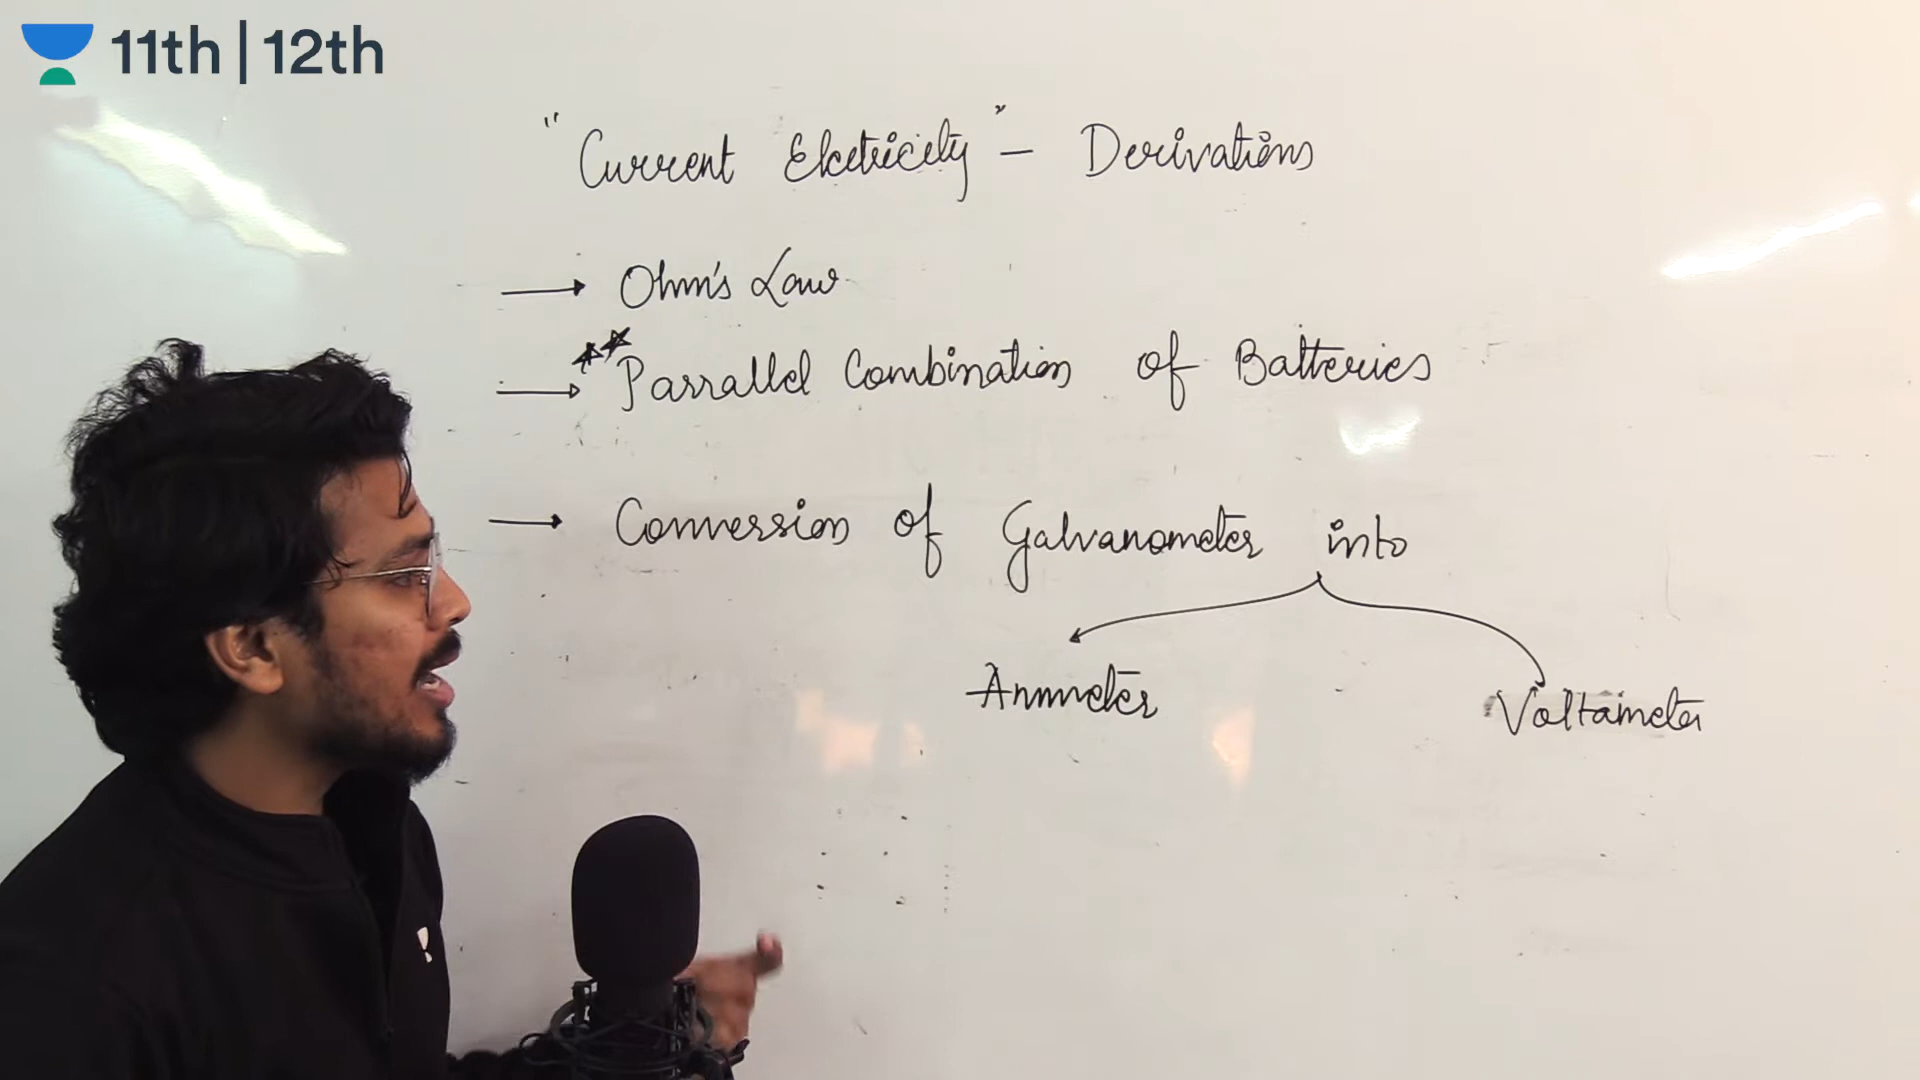 11th | 12th
"Current Electricity" - Derivations
→ Ohm's Law
→ ** Parrallel Combination of Batteries
→ Conversion of Galvanometer into
Ammeter Voltameter